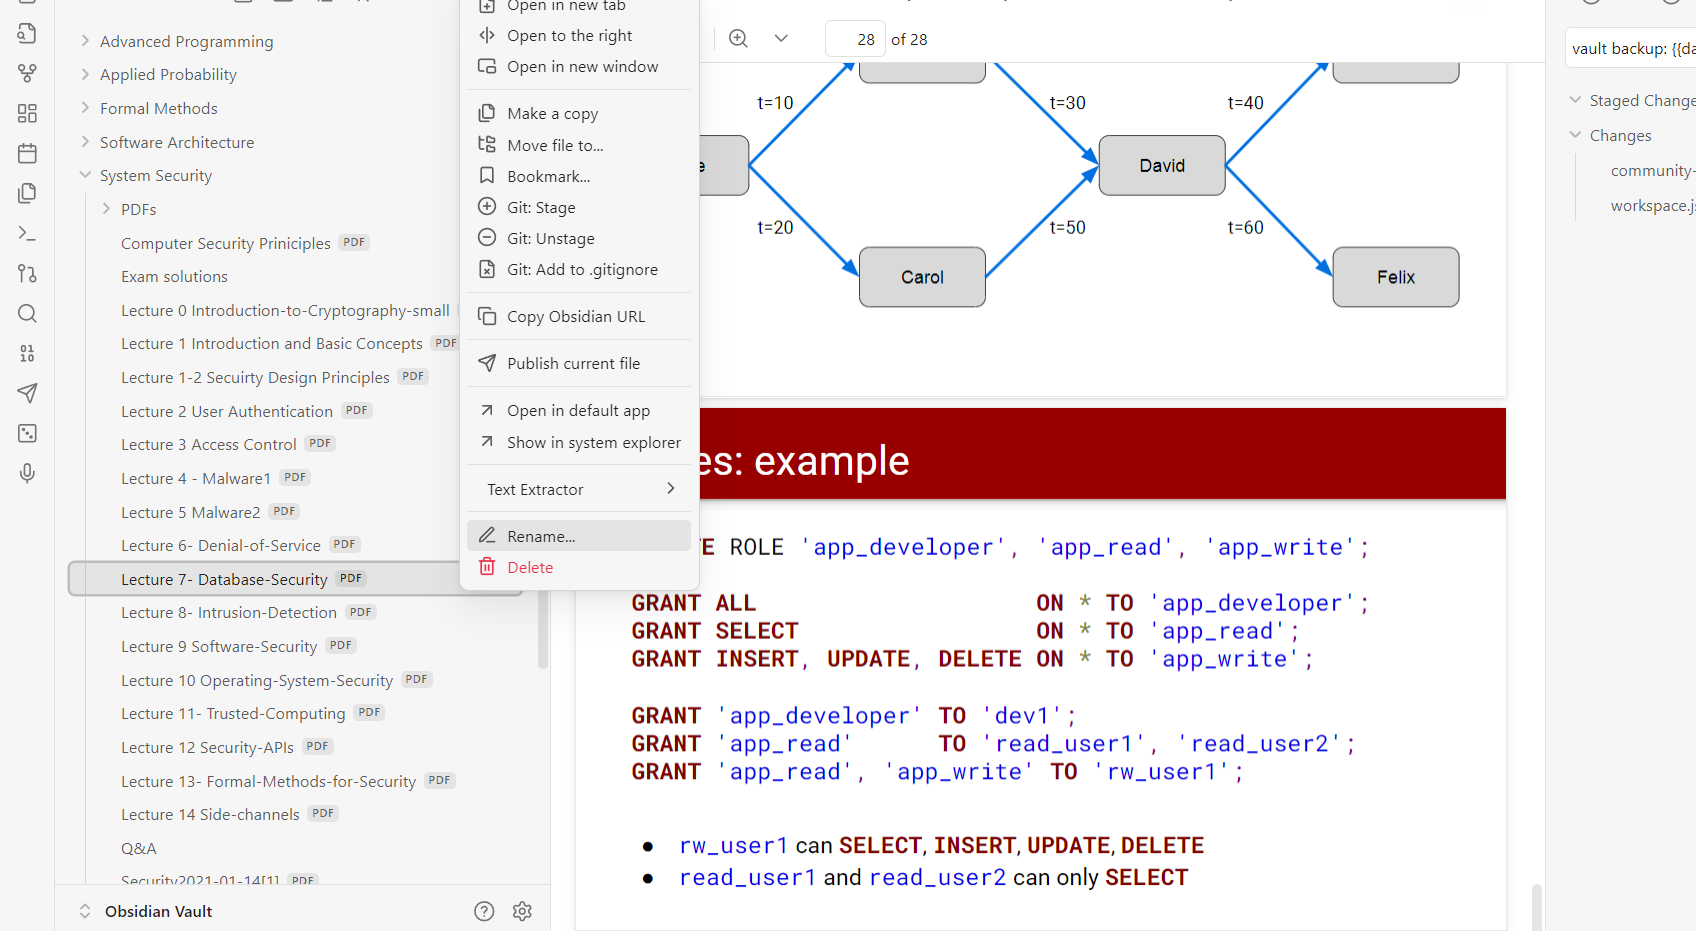 Advanced Programming
Applied Probability
Formal Methods
Software Architecture
System Security
PDFs
Computer Security Priniciples PDF
Exam solutions
Lecture 0 Introduction-to-Cryptography-small
Lecture 1 Introduction and Basic Concepts PDF
Lecture 1-2 Secuirty Design Principles PDF
Lecture 2 User Authentication PDF
Lecture 3 Access Control PDF
Lecture 4 - Malware1 PDF
Lecture 5 Malware2 PDF
Lecture 6- Denial-of-Service PDF
Lecture 7- Database-Security PDF
Lecture 8- Intrusion-Detection PDF
Lecture 9 Software-Security PDF
Lecture 10 Operating-System-Security PDF
Lecture 11- Trusted-Computing PDF
Lecture 12 Security-APIs PDF
Lecture 13- Formal-Methods-for-Security PDF
Lecture 14 Side-channels PDF
Q&A
Security2021-01-14[1] PDF
Obsidian Vault
Open in new tab
Open to the right
Open in new window
Make a copy
Move file to...
Bookmark...
Git: Stage
Git: Unstage
Git: Add to .gitignore
Copy Obsidian URL
Publish current file
Open in default app
Show in system explorer
Text Extractor
Rename...
Delete
28 of 28
t=10 t=30 t=40
e David
t=20 t=50 t=60
Carol Felix
es: example
E ROLE 'app_developer', 'app_read', 'app_write';
GRANT ALL ON * TO 'app_developer';
GRANT SELECT ON * TO 'app_read';
GRANT INSERT, UPDATE, DELETE ON * TO 'app_write';
GRANT 'app_developer' TO 'dev1';
GRANT 'app_read' TO 'read_user1', 'read_user2';
GRANT 'app_read', 'app_write' TO 'rw_user1';
● rw_user1 can SELECT, INSERT, UPDATE, DELETE
● read_user1 and read_user2 can only SELECT
vault backup: {{da
Staged Change
Changes
community-
workspace.js